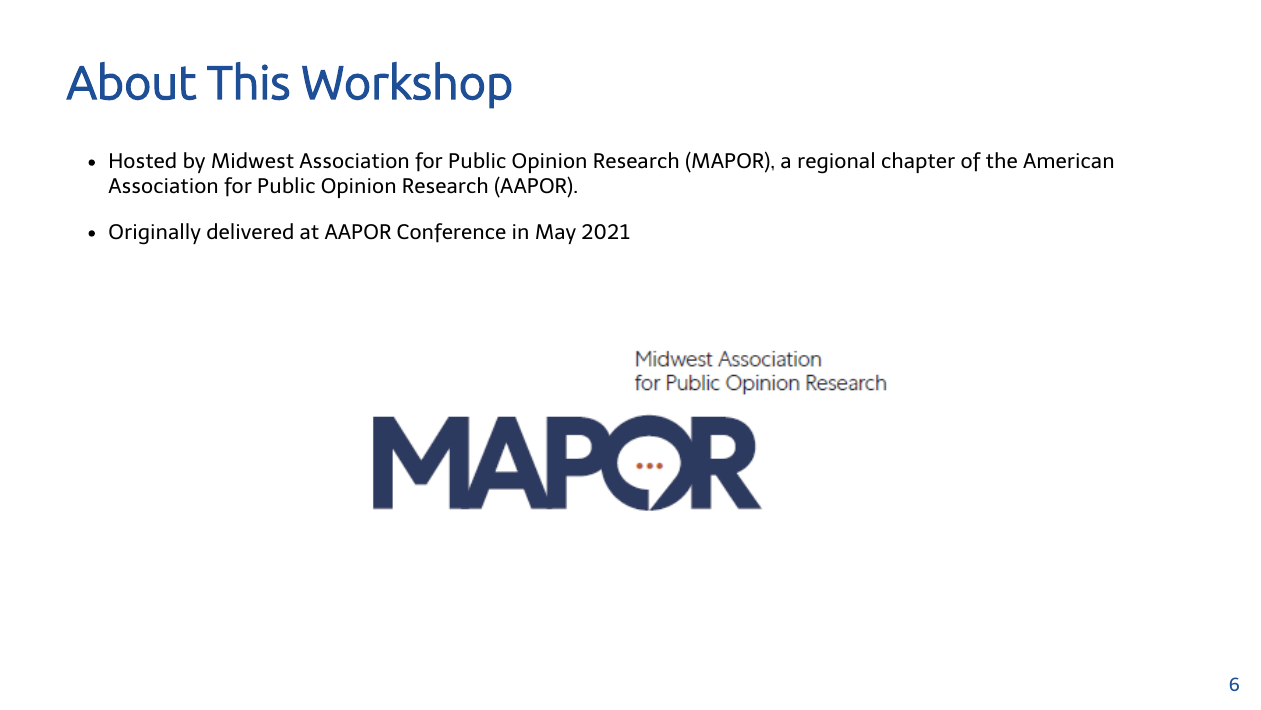 About This Workshop
• Hosted by Midwest Association for Public Opinion Research (MAPOR), a regional chapter of the American
Association for Public Opinion Research (AAPOR).
• Originally delivered at AAPOR Conference in May 2021
Midwest Association
for Public Opinion Research
MAPOR
6